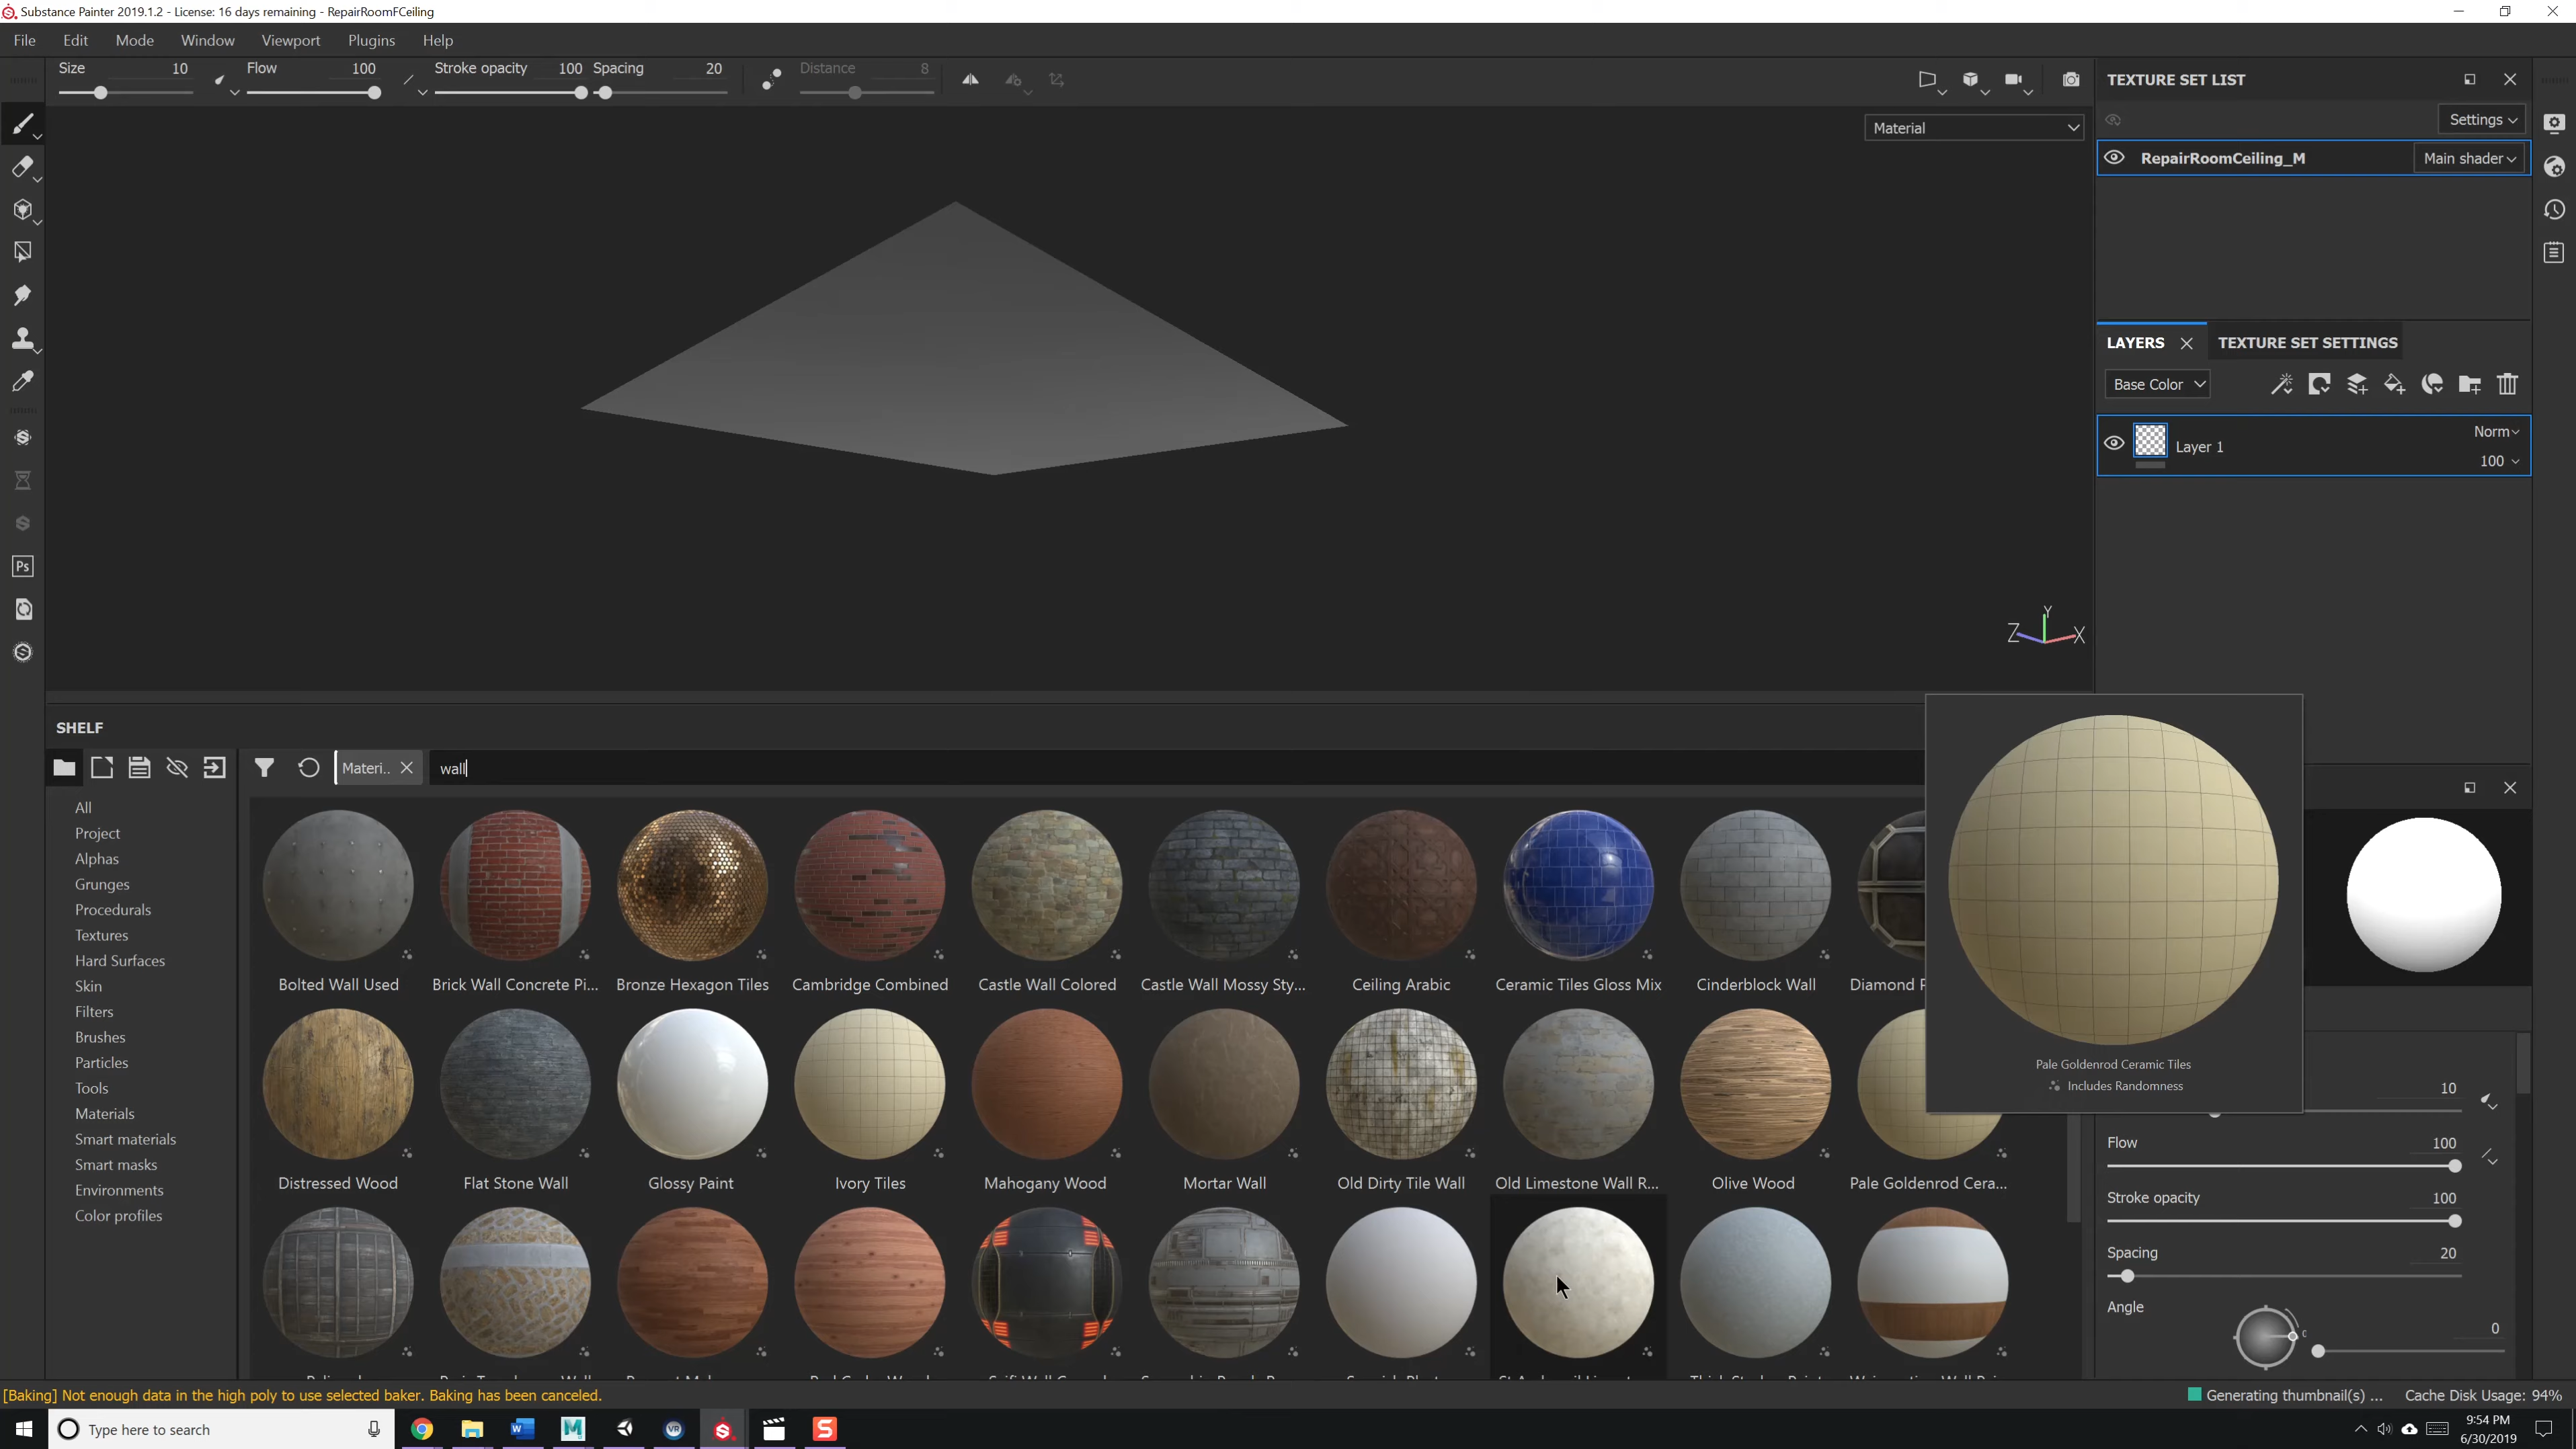 Substance Painter 2019.1.2 - License: 16 days remaining - RepairRoomFCeiling
File Edit Mode Window Viewport Plugins Help
Size 10 Flow 100 Stroke opacity 100 Spacing 20 Distance 8
Material
TEXTURE SET LIST
Settings
RepairRoomCeiling_M Main shader
LAYERS TEXTURE SET SETTINGS
Base Color
Layer 1 Norm
100
Ps
Y
Z X
SHELF
Materi.. wall
All
Project
Alphas
Grunges
Procedurals
Textures
Hard Surfaces
Skin
Filters
Brushes
Particles
Tools
Materials
Smart materials
Smart masks
Environments
Color profiles
Bolted Wall Used Brick Wall Concrete Pi... Bronze Hexagon Tiles Cambridge Combined Castle Wall Colored Castle Wall Mossy Sty... Ceiling Arabic Ceramic Tiles Gloss Mix Cinderblock Wall Diamond
Distressed Wood Flat Stone Wall Glossy Paint Ivory Tiles Mahogany Wood Mortar Wall Old Dirty Tile Wall Old Limestone Wall R... Olive Wood Pale Goldenrod Cera...
Pale Goldenrod Ceramic Tiles
Includes Randomness
10
Flow 100
Stroke opacity 100
Spacing 20
Angle
0
[Baking] Not enough data in the high poly to use selected baker. Baking has been canceled.
Generating thumbnail(s) ... Cache Disk Usage: 94%
Type here to search
9:54 PM
6/30/2019